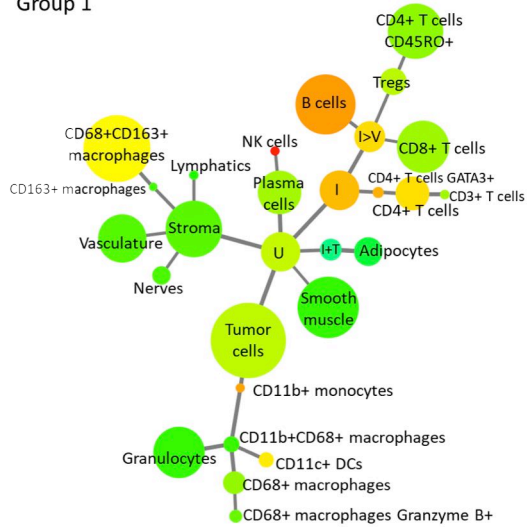 Group 1
CD4+ T cells
CD45RO+
Tregs
B cells
I>V
NK cells
CD8+ T cells
CD68+CD163+
macrophages
Lymphatics
CD163+ macrophages
Plasma
cells
I
CD4+ T cells GATA3+
CD3+ T cells
CD4+ T cells
Stroma
Vasculature
U
I+T
Adipocytes
Nerves
Smooth
muscle
Tumor
cells
CD11b+ monocytes
CD11b+CD68+ macrophages
Granulocytes
CD11c+ DCs
CD68+ macrophages
CD68+ macrophages Granzyme B+